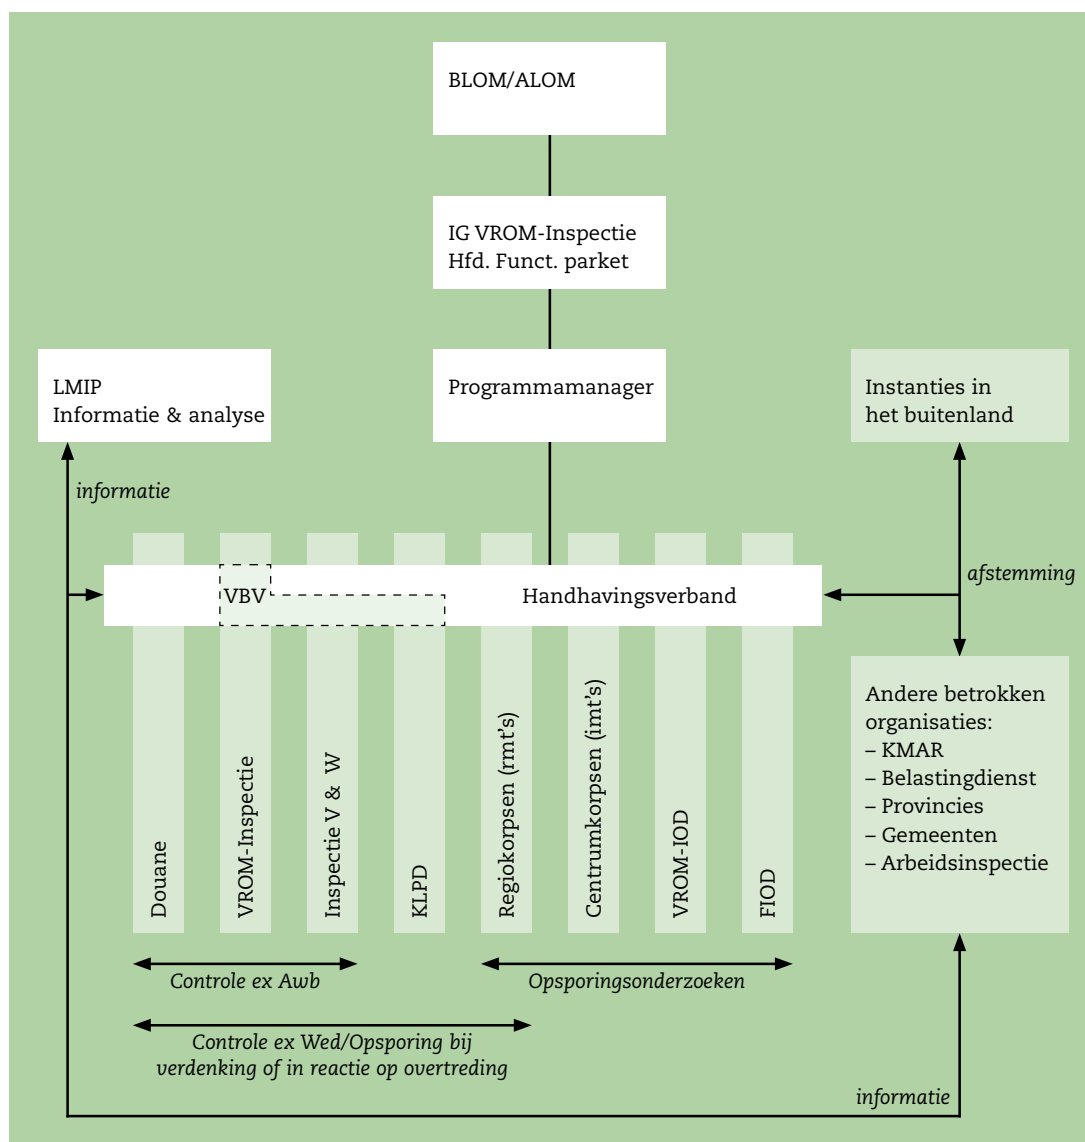 BLOM/ALOM
IG VROM-Inspectie
Hfd. Funct. parket
LMIP
Informatie & analyse
Programmamanager
Instanties in
het buitenland
informatie
afstemming
VBV
Handhavingsverband
Douane
VROM-Inspectie
Inspectie V & W
KLPD
Regiokorpsen (rmt's)
Centrumkorpsen (imt's)
VROM-IOD
FIOD
Andere betrokken
organisaties:
– KMAR
– Belastingdienst
– Provincies
– Gemeenten
– Arbeidsinspectie
Controle ex Awb
Opsporingsonderzoeken
Controle ex Wed/Opsporing bij
verdenking of in reactie op overtreding
informatie